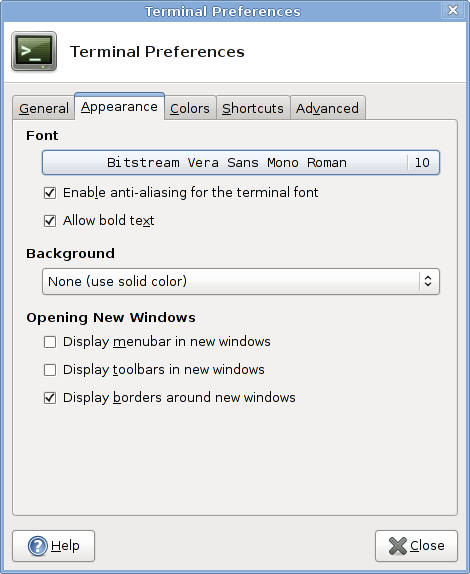 Terminal Preferences
>_
Terminal Preferences
General Appearance Colors Shortcuts Advanced
Font
Bitstream Vera Sans Mono Roman 10
Enable anti-aliasing for the terminal font
Allow bold text
Background
None (use solid color)
Opening New Windows
Display menubar in new windows
Display toolbars in new windows
Display borders around new windows
Help Close